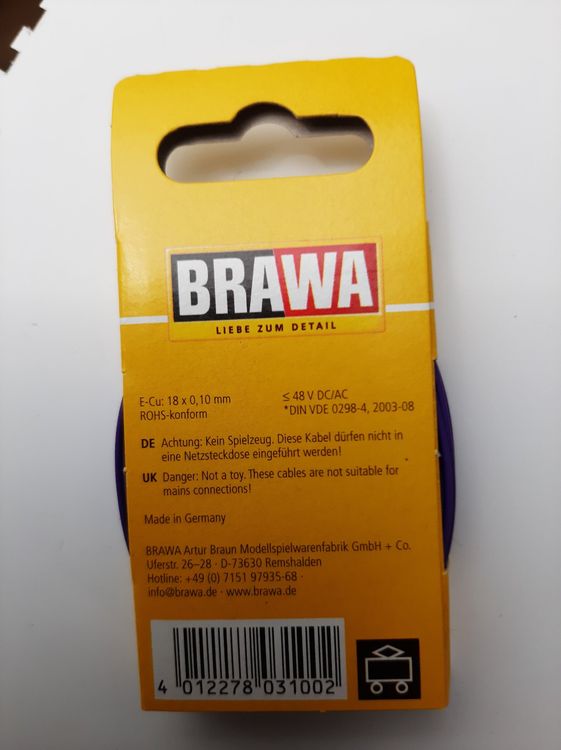 BRAWA
LIEBE ZUM DETAIL
E-Cu: 18 x 0,10 mm
ROHS-konform
≤ 48 V DC/AC
*DIN VDE 0298-4, 2003-08
DE Achtung: Kein Spielzeug. Diese Kabel dürfen nicht in
eine Netzsteckdose eingeführt werden!
UK Danger: Not a toy. These cables are not suitable for
mains connections!
Made in Germany
BRAWA Artur Braun Modellspielwarenfabrik GmbH + Co.
Uferstr. 26–28 · D-73630 Remshalden
Hotline: +49 (0) 7151 97935-68 ·
info@brawa.de · www.brawa.de
4 012278 031002